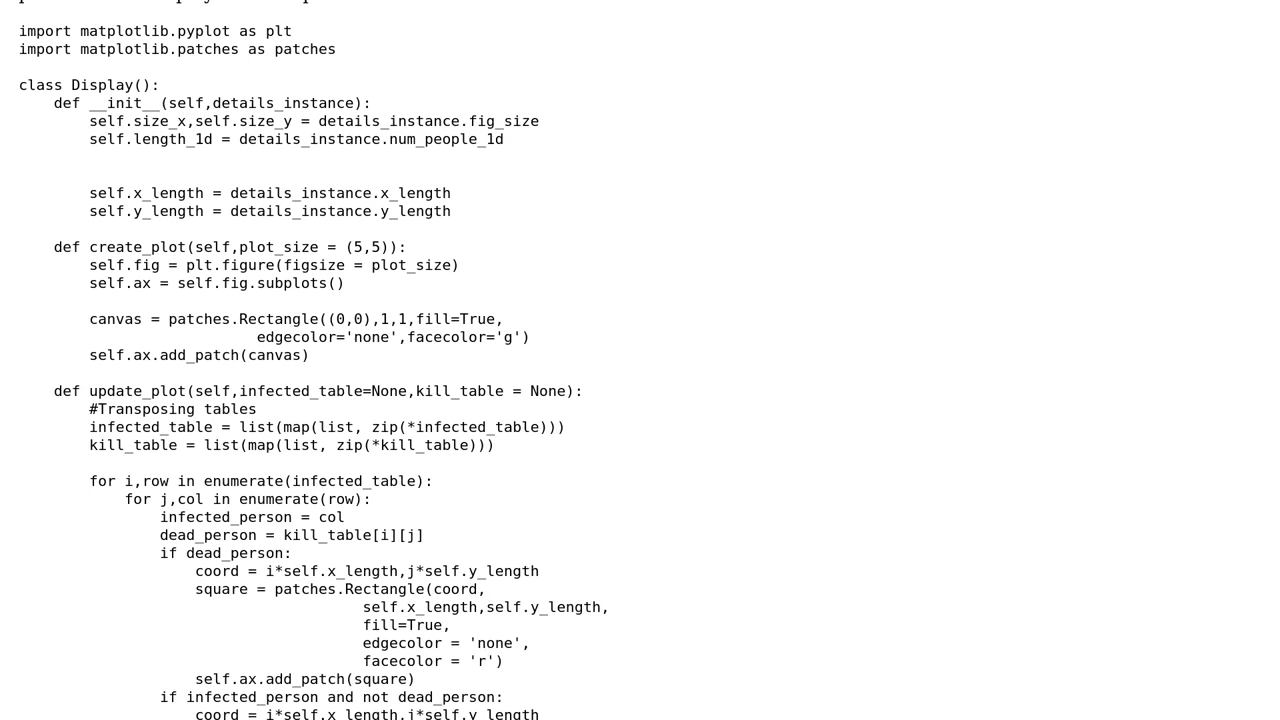 import matplotlib.pyplot as plt
import matplotlib.patches as patches

class Display():
    def __init__(self,details_instance):
        self.size_x,self.size_y = details_instance.fig_size
        self.length_1d = details_instance.num_people_1d


        self.x_length = details_instance.x_length
        self.y_length = details_instance.y_length

    def create_plot(self,plot_size = (5,5)):
        self.fig = plt.figure(figsize = plot_size)
        self.ax = self.fig.subplots()

        canvas = patches.Rectangle((0,0),1,1,fill=True,
                           edgecolor='none',facecolor='g')
        self.ax.add_patch(canvas)

    def update_plot(self,infected_table=None,kill_table = None):
        #Transposing tables
        infected_table = list(map(list, zip(*infected_table)))
        kill_table = list(map(list, zip(*kill_table)))

        for i,row in enumerate(infected_table):
            for j,col in enumerate(row):
                infected_person = col
                dead_person = kill_table[i][j]
                if dead_person:
                    coord = i*self.x_length,j*self.y_length
                    square = patches.Rectangle(coord,
                                       self.x_length,self.y_length,
                                       fill=True,
                                       edgecolor = 'none',
                                       facecolor = 'r')
                    self.ax.add_patch(square)
                if infected_person and not dead_person:
                    coord = i*self.x_length,j*self.y_length